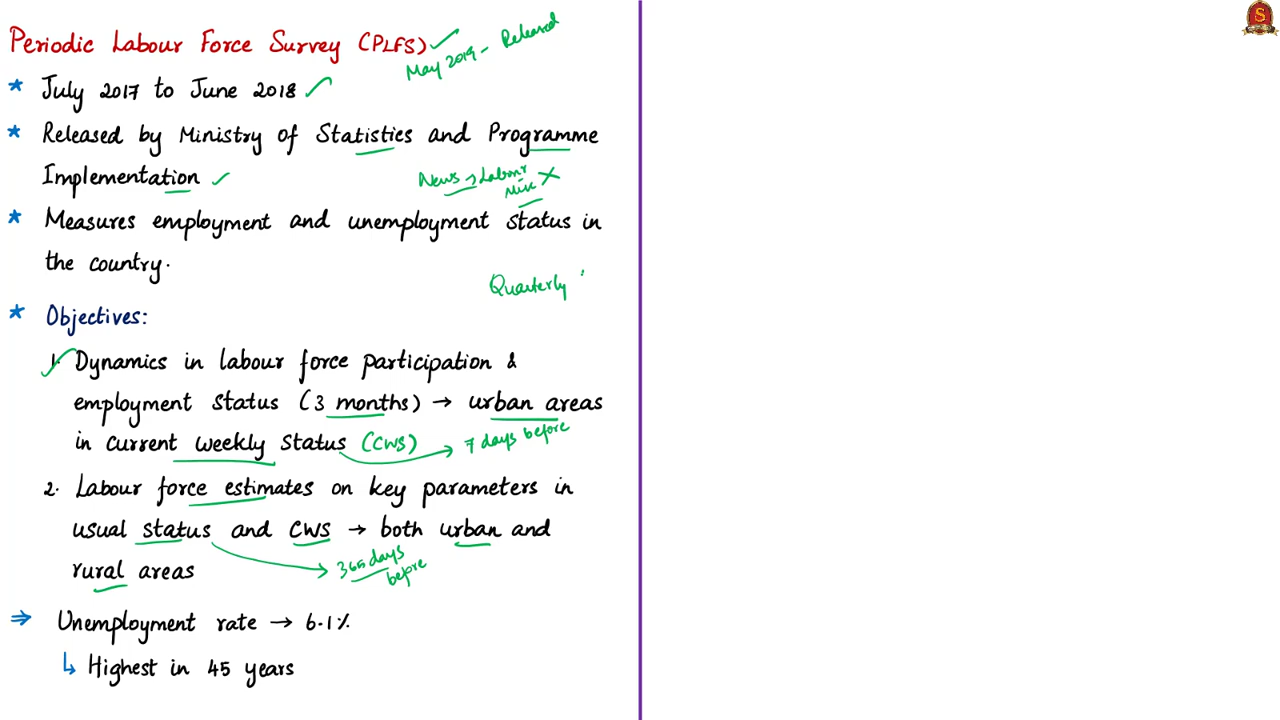 Periodic Labour Force Survey (PLFS)
May 2019 - Released
* July 2017 to June 2018
* Released by Ministry of Statistics and Programme
Implementation
News → Labour
Min X
* Measures employment and unemployment status in
the country.
Quarterly
* Objectives:
1. Dynamics in labour force participation &
employment status (3 months) → urban areas
in current weekly status (CWS)
7 days before
2. Labour force estimates on key parameters in
usual status and CWS → both urban and
rural areas
365 days
before
⇒ Unemployment rate → 6.1%
↳ Highest in 45 years
S